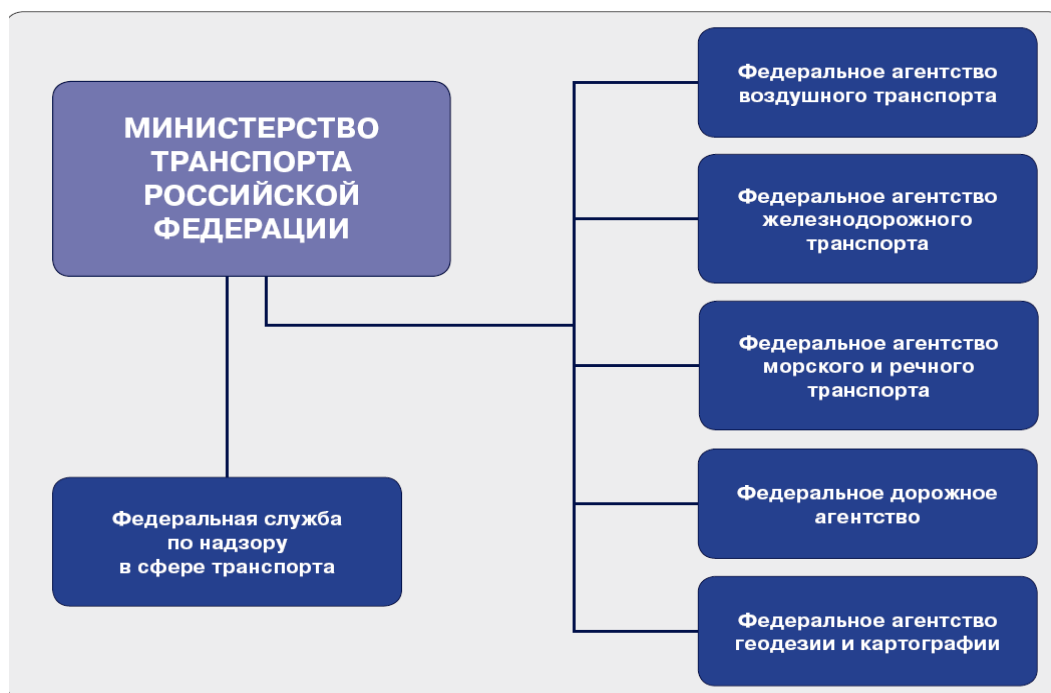 МИНИСТЕРСТВО
ТРАНСПОРТА
РОССИЙСКОЙ
ФЕДЕРАЦИИ
Федеральная служба
по надзору
в сфере транспорта
Федеральное агентство
воздушного транспорта
Федеральное агентство
железнодорожного
транспорта
Федеральное агентство
морского и речного
транспорта
Федеральное дорожное
агентство
Федеральное агентство
геодезии и картографии